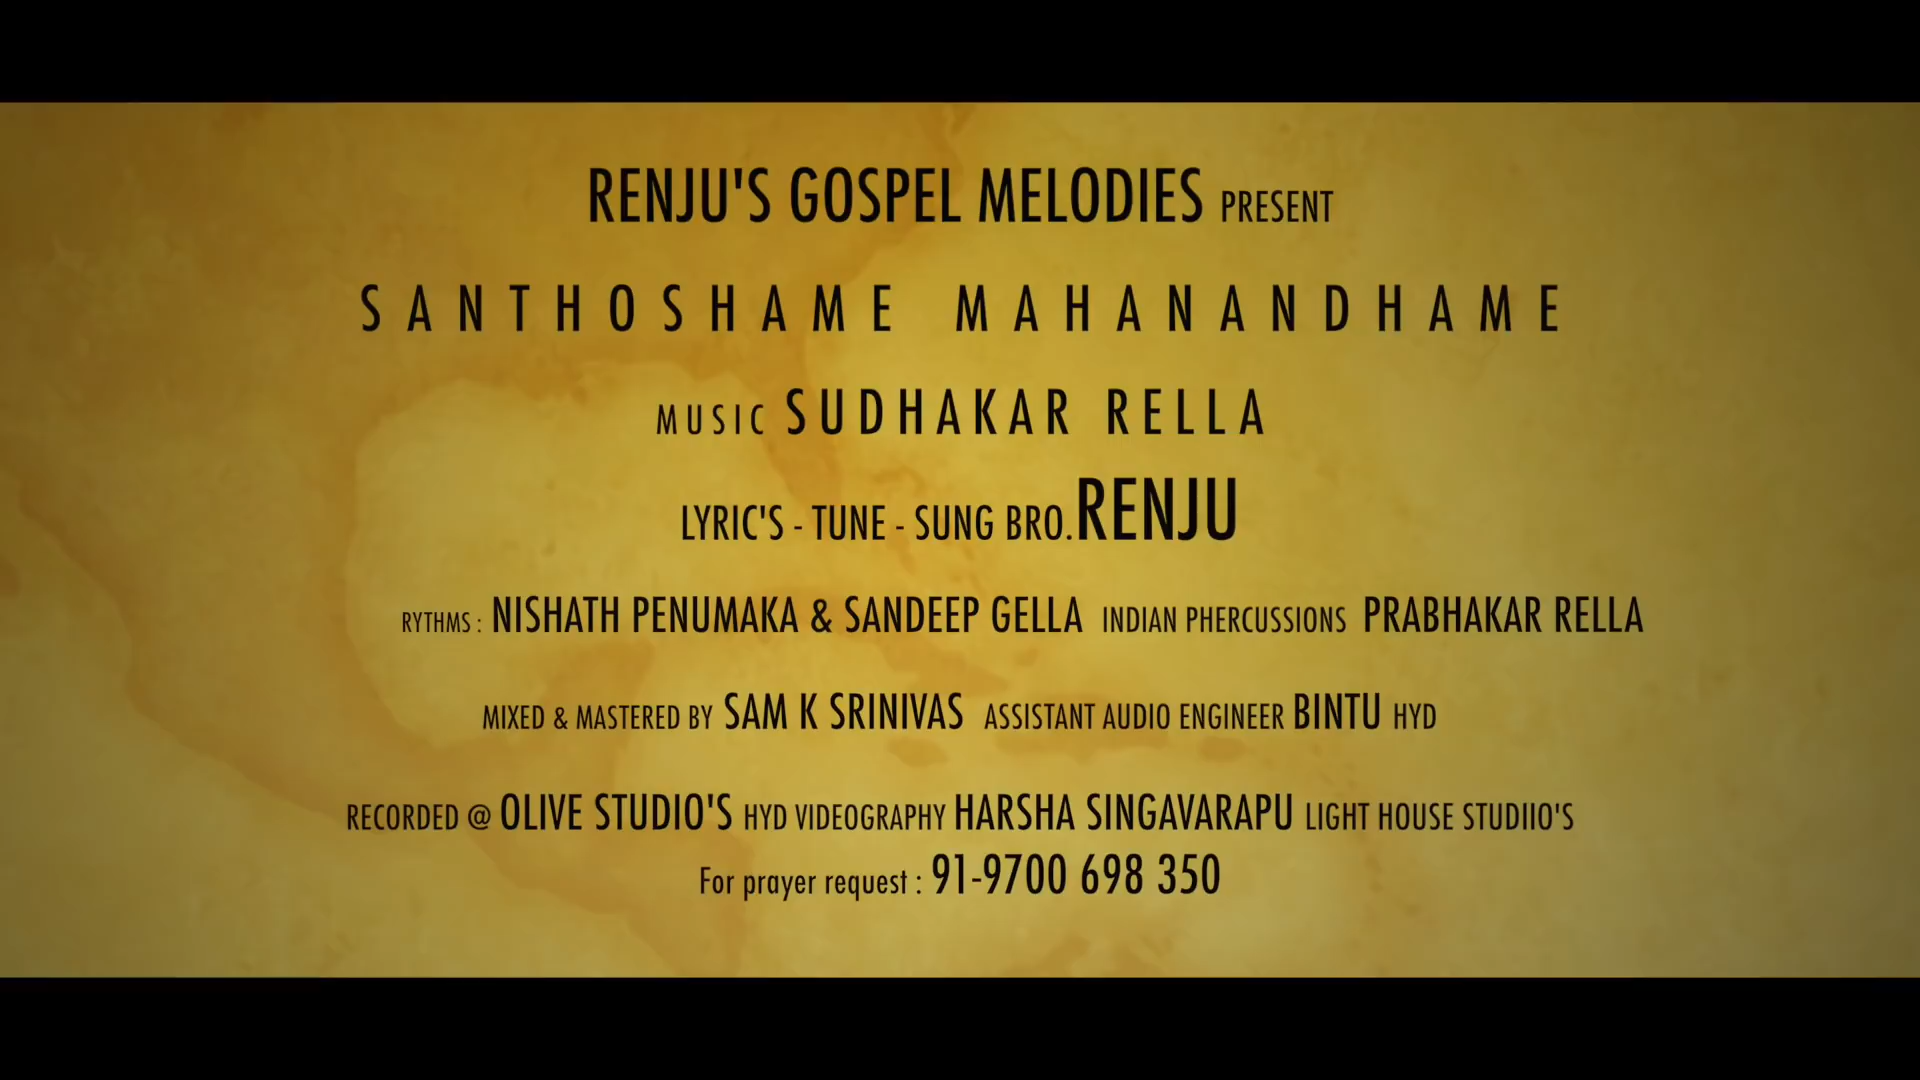 RENJU'S GOSPEL MELODIES PRESENT
SANTHOSHAME MAHANANDHAME
MUSIC SUDHAKAR RELLA
LYRIC'S - TUNE - SUNG BRO.RENJU
RYTHMS : NISHATH PENUMAKA & SANDEEP GELLA INDIAN PHERCUSSIONS PRABHAKAR RELLA
MIXED & MASTERED BY SAM K SRINIVAS ASSISTANT AUDIO ENGINEER BINTU HYD
RECORDED @ OLIVE STUDIO'S HYD VIDEOGRAPHY HARSHA SINGAVARAPU LIGHT HOUSE STUDIIO'S
For prayer request : 91-9700 698 350